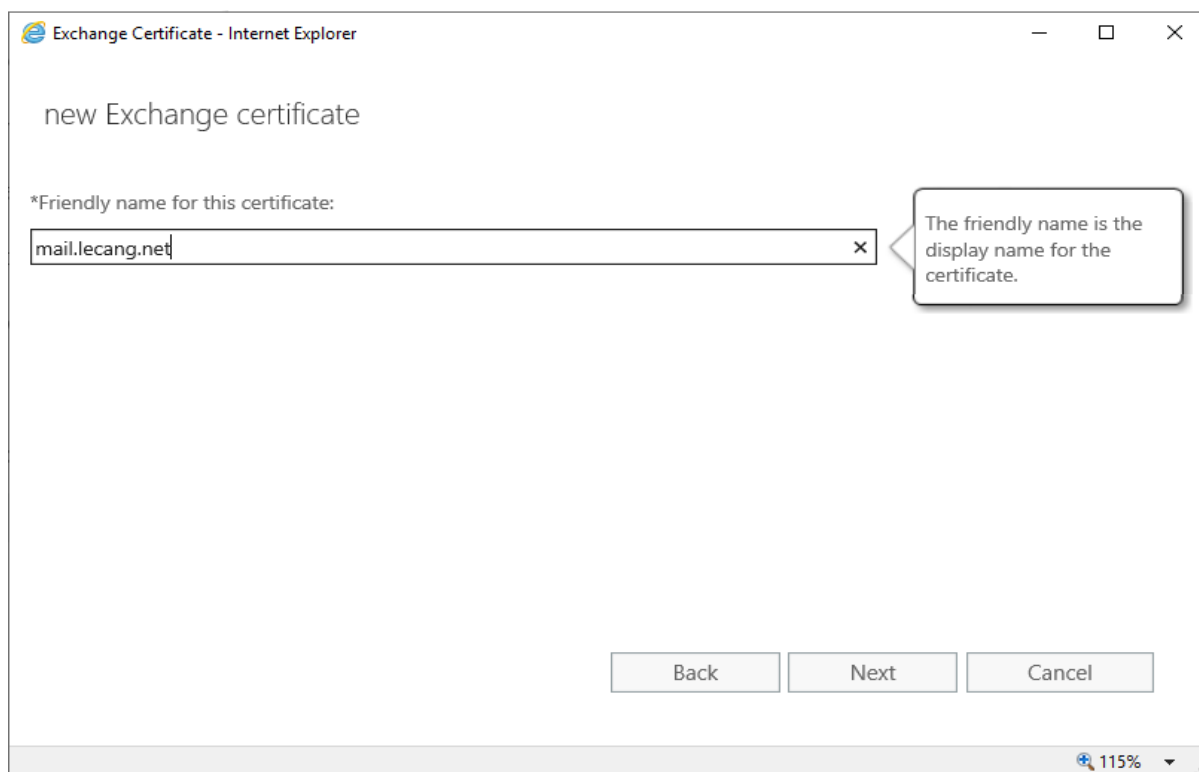 Exchange Certificate - Internet Explorer
new Exchange certificate
*Friendly name for this certificate:
mail.lecang.net
The friendly name is the
display name for the
certificate.
Back
Next
Cancel
115%